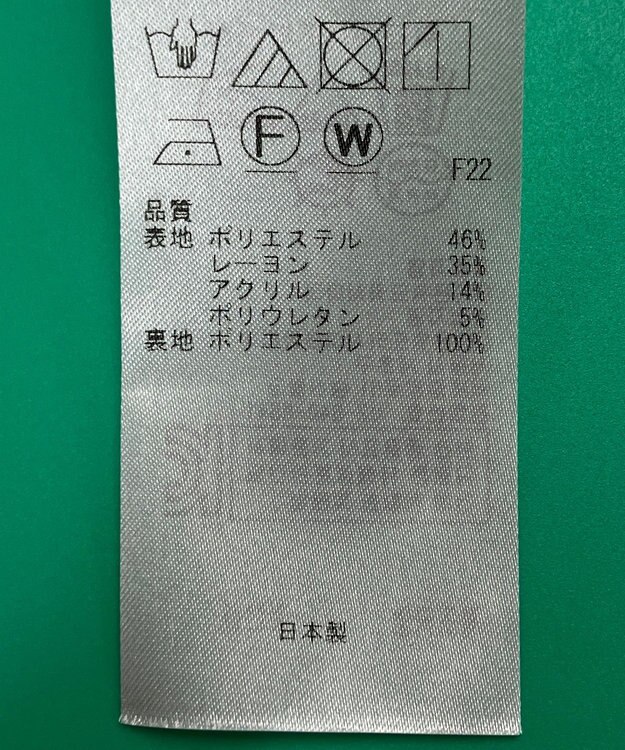 F W
F22
品質
表地 ポリエステル 46%
レーヨン 35%
アクリル 14%
ポリウレタン 5%
裏地 ポリエステル 100%
日本製